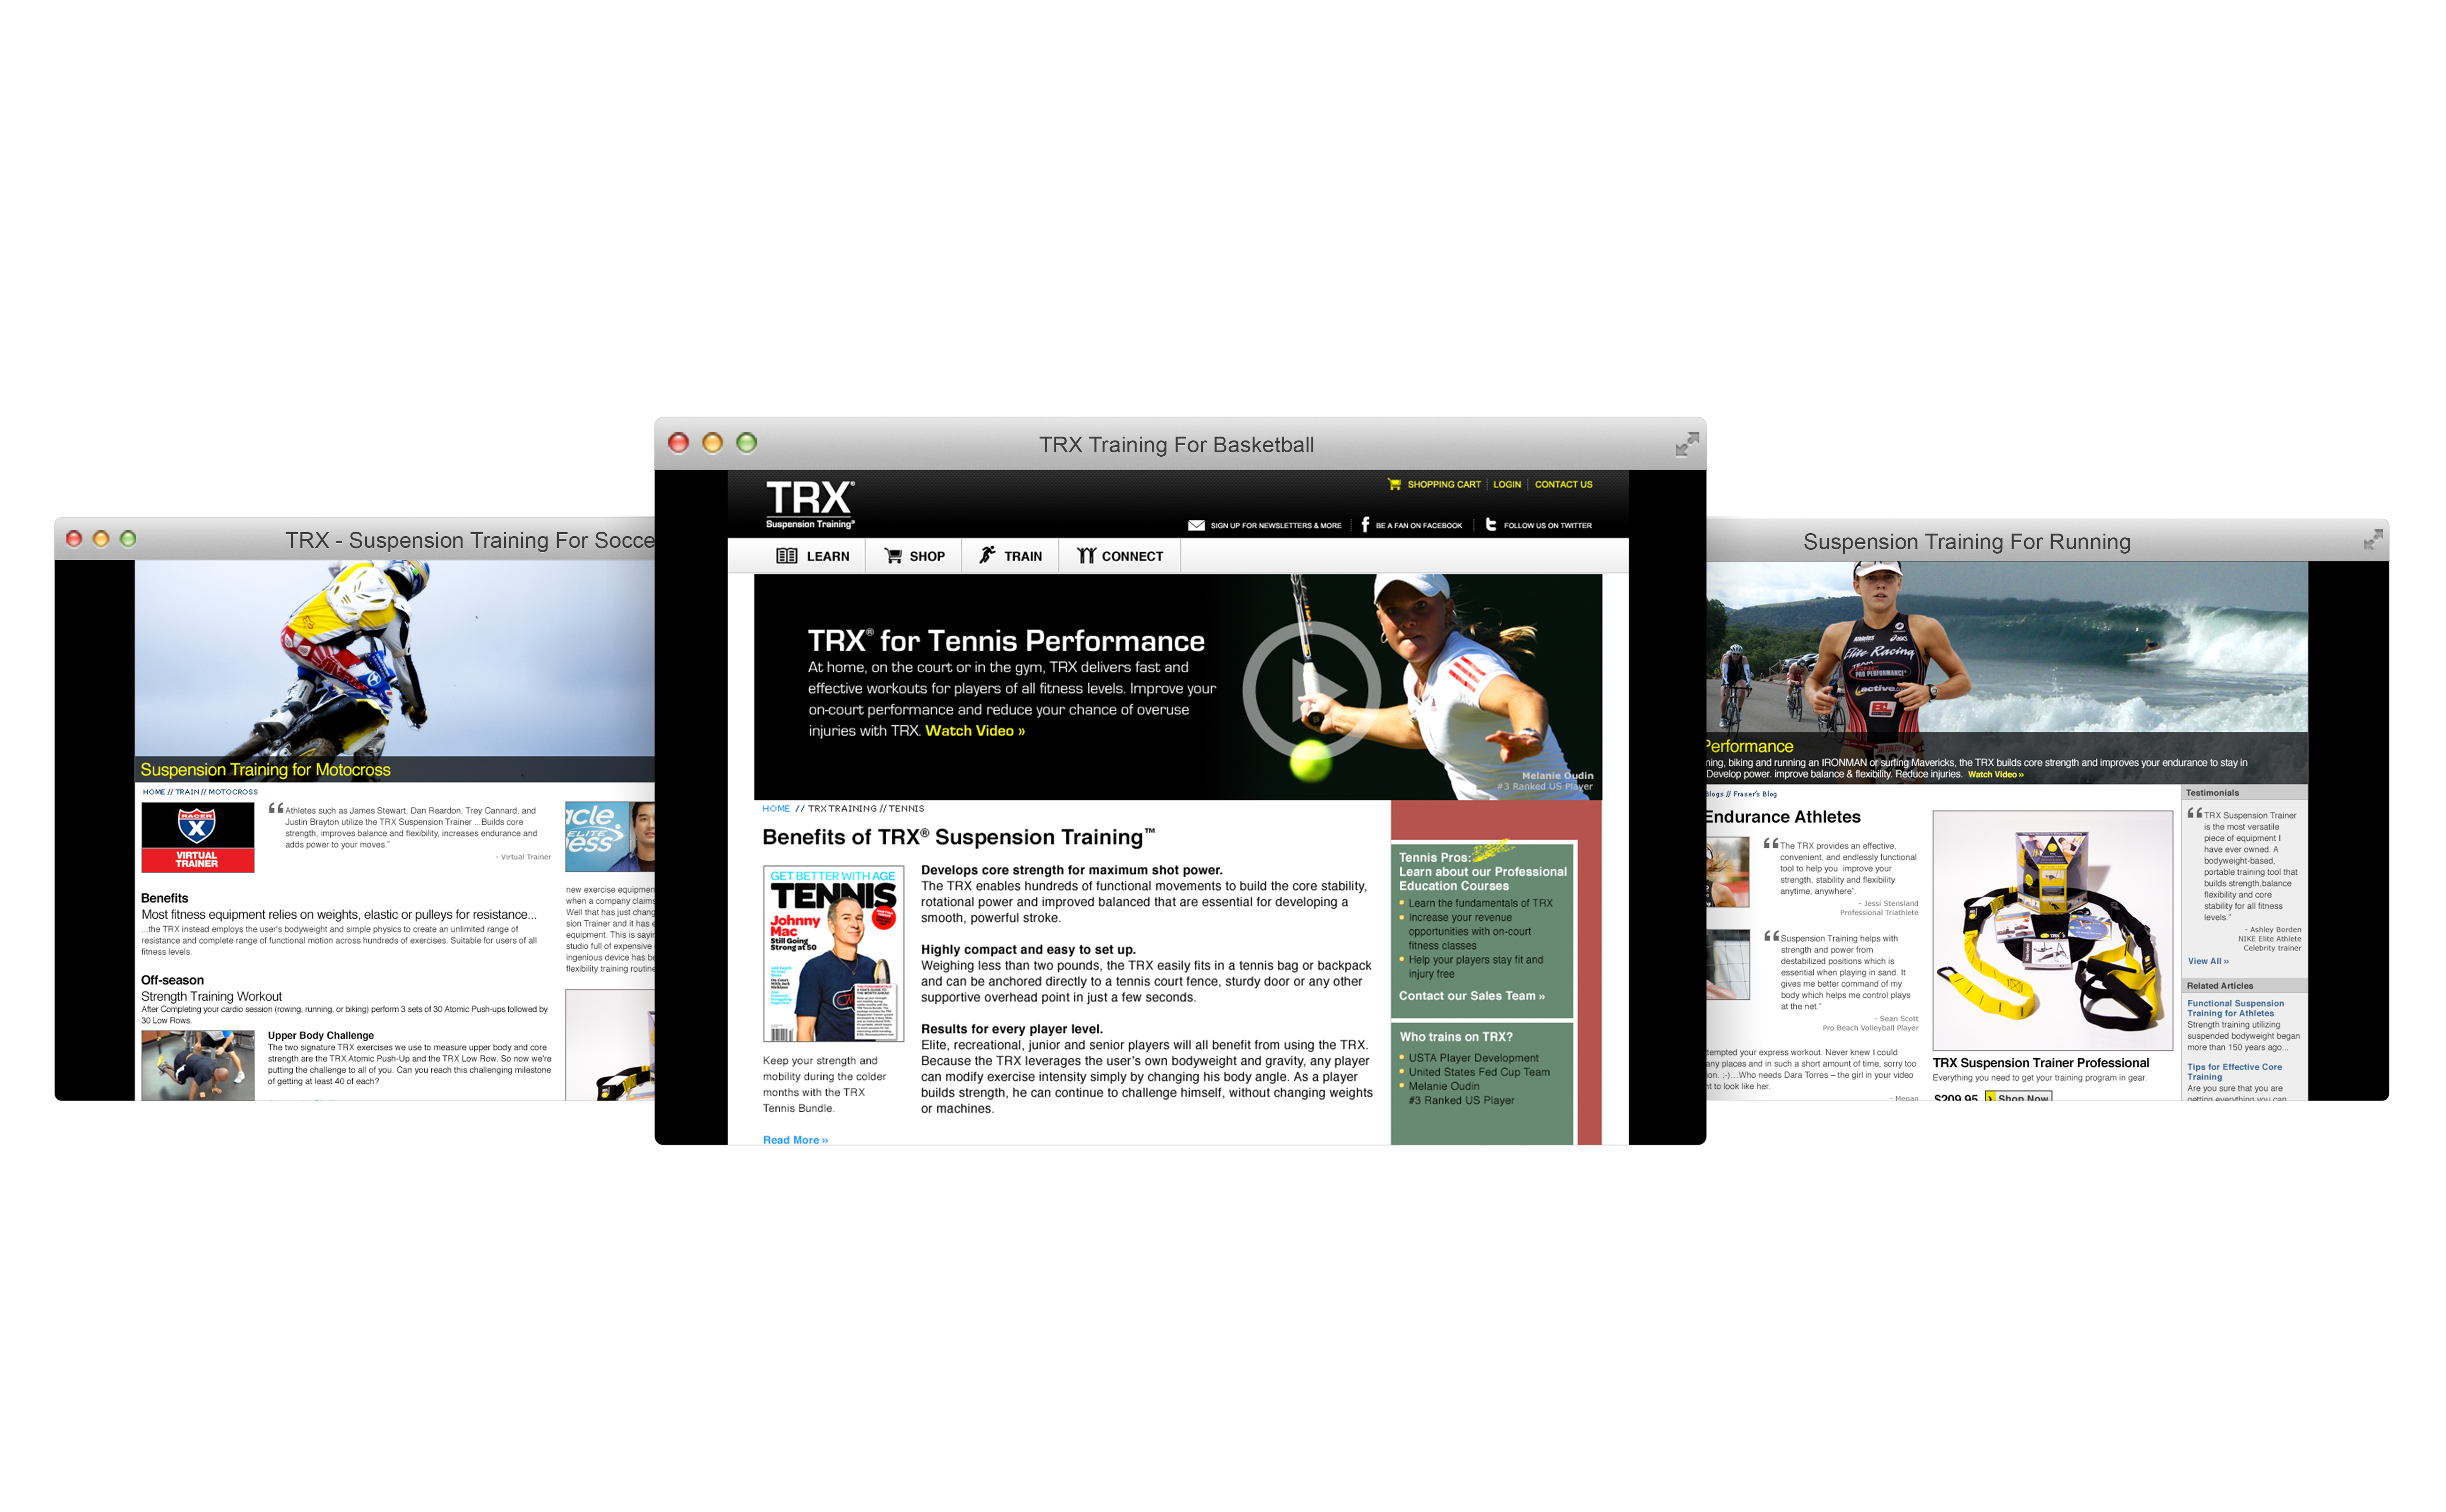 TRX - Suspension Training For Socce
Suspension Training for Motocross
HOME // TRAIN // MOTOCROSS
RACER
X
VIRTUAL
TRAINER
“ Athletes such as James Stewart, Dan Reardon, Trey Cannard, and
Justin Brayton utilize the TRX Suspension Trainer ...Builds core
strength, improves balance and flexibility, increases endurance and
adds power to your moves.”
- Virtual Trainer
Benefits
Most fitness equipment relies on weights, elastic or pulleys for resistance...
...the TRX instead employs the user's bodyweight and simple physics to create an unlimited range of
resistance and complete range of functional motion across hundreds of exercises. Suitable for users of all
fitness levels.
Off-season
Strength Training Workout
After Completing your cardio session (rowing, running, or biking) perform 3 sets of 30 Atomic Push-ups followed by
30 Low Rows.
Upper Body Challenge
The two signature TRX exercises we use to measure upper body and core
strength are the TRX Atomic Push-Up and the TRX Low Row. So now we're
putting the challenge to all of you. Can you reach this challenging milestone
of getting at least 40 of each?
acle.
ELITE
ess
new exercise equipmen
when a company claims
Well that has just chang
sion Trainer and it has e
equipment. This is sayin
studio full of expensive
ingenious device has be
flexibility training routine
TRX Training For Basketball
TRX®
Suspension Training®
SHOPPING CART | LOGIN | CONTACT US
SIGN UP FOR NEWSLETTERS & MORE | BE A FAN ON FACEBOOK | FOLLOW US ON TWITTER
LEARN SHOP TRAIN CONNECT
TRX® for Tennis Performance
At home, on the court or in the gym, TRX delivers fast and
effective workouts for players of all fitness levels. Improve your
on-court performance and reduce your chance of overuse
injuries with TRX. Watch Video »
Melanie Oudin
#3 Ranked US Player
HOME // TRX TRAINING // TENNIS
Benefits of TRX® Suspension Training™
GET BETTER WITH AGE
TENNIS
Johnny
Mac
Still Going
Strong at 50
Keep your strength and
mobility during the colder
months with the TRX
Tennis Bundle.
Read More »
Develops core strength for maximum shot power.
The TRX enables hundreds of functional movements to build the core stability,
rotational power and improved balanced that are essential for developing a
smooth, powerful stroke.
Highly compact and easy to set up.
Weighing less than two pounds, the TRX easily fits in a tennis bag or backpack
and can be anchored directly to a tennis court fence, sturdy door or any other
supportive overhead point in just a few seconds.
Results for every player level.
Elite, recreational, junior and senior players will all benefit from using the TRX.
Because the TRX leverages the user's own bodyweight and gravity, any player
can modify exercise intensity simply by changing his body angle. As a player
builds strength, he can continue to challenge himself, without changing weights
or machines.
Tennis Pros:
Learn about our Professional
Education Courses
Learn the fundamentals of TRX
Increase your revenue
opportunities with on-court
fitness classes
Help your players stay fit and
injury free
Contact our Sales Team »
Who trains on TRX?
USTA Player Development
United States Fed Cup Team
Melanie Oudin
#3 Ranked US Player
Suspension Training For Running
Elite Racing
PRO PERFORMANCE
active
Performance
ning, biking and running an IRONMAN or surfing Mavericks, the TRX builds core strength and improves your endurance to stay in
Develop power. improve balance & flexibility. Reduce injuries. Watch Video »
Blogs // Fraser's Blog
Endurance Athletes
“ The TRX provides an effective,
convenient, and endlessly functional
tool to help you improve your
strength, stability and flexibility
anytime, anywhere”.
- Jessi Stensland
Professional Triathlete
“ Suspension Training helps with
strength and power from
destabilized positions which is
essential when playing in sand. It
gives me better command of my
body which helps me control plays
at the net.”
- Sean Scott
Pro Beach Volleyball Player
tempted your express workout. Never knew I could
any places and in such a short amount of time, sorry too
on. ;-)...Who needs Dara Torres – the girl in your video
t to look like her.
- Megan
TRX Suspension Trainer Professional
Everything you need to get your training program in gear.
$209.95 Shop Now
Testimonials
“ TRX Suspension Trainer
is the most versatile
piece of equipment I
have ever owned. A
bodyweight-based,
portable training tool that
builds strength,balance
flexibility and core
stability for all fitness
levels.”
- Ashley Borden
NIKE Elite Athlete
Celebrity trainer
View All »
Related Articles
Functional Suspension
Training for Athletes
Strength training utilizing
suspended bodyweight began
more than 150 years ago...
Tips for Effective Core
Training
Are you sure that you are
getting everything you can